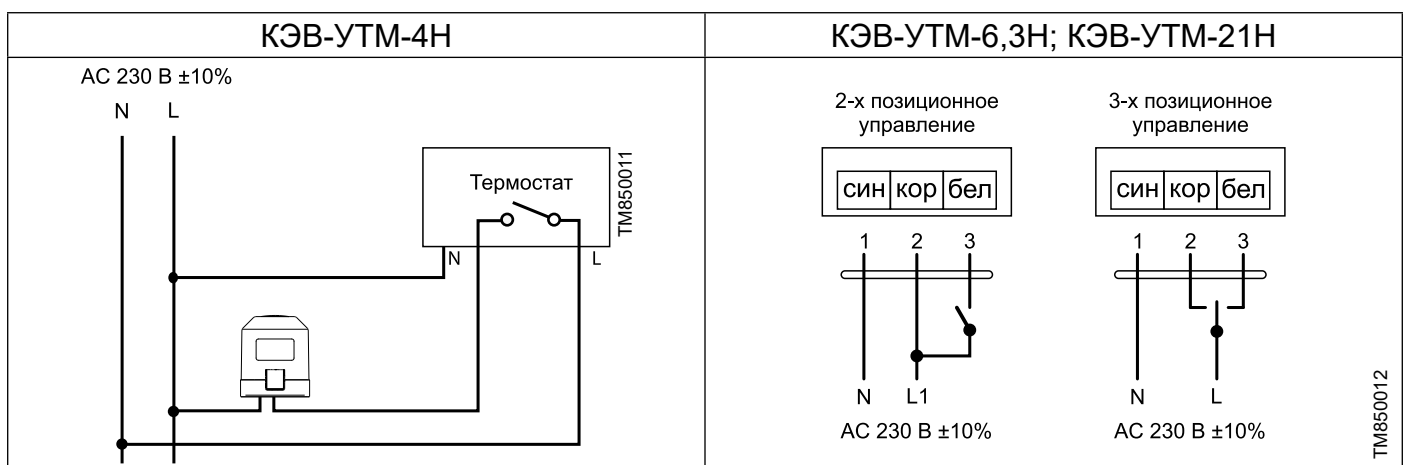 КЭВ-УТМ-4Н
AC 230 В ±10%
N L
Термостат
TM850011
N
L
КЭВ-УТМ-6,3Н; КЭВ-УТМ-21Н
2-х позиционное
управление
син кор бел
1 2 3
N L1
AC 230 В ±10%
3-х позиционное
управление
син кор бел
1 2 3
N L
AC 230 В ±10%
TM850012